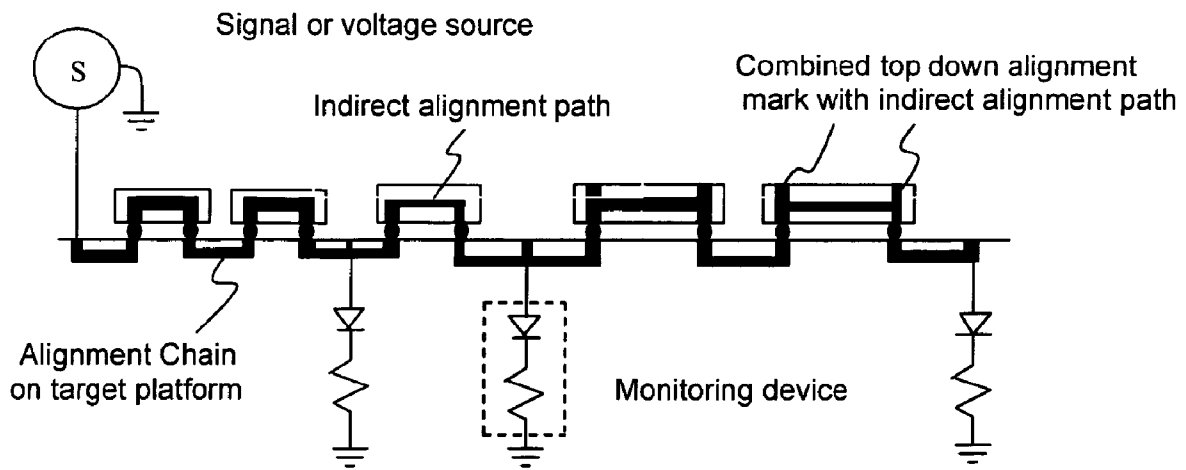 Signal or voltage source
S
Combined top down alignment
mark with indirect alignment path
Indirect alignment path
Alignment Chain
on target platform
Monitoring device